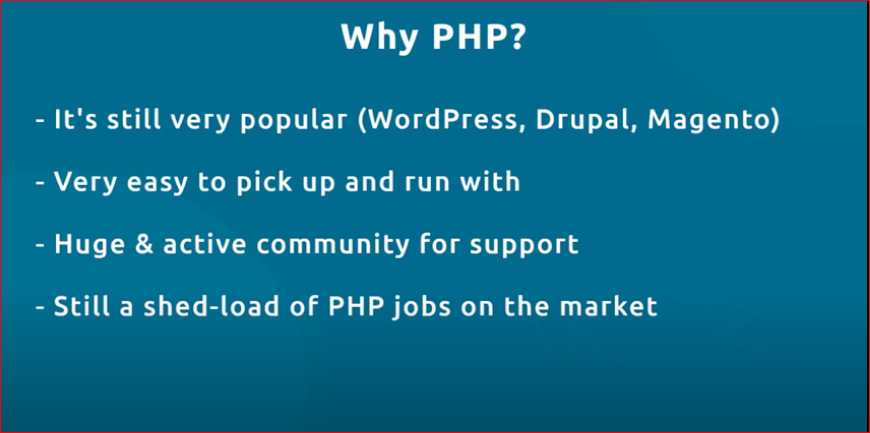 Why PHP?
- It's still very popular (WordPress, Drupal, Magento)
- Very easy to pick up and run with
- Huge & active community for support
- Still a shed-load of PHP jobs on the market